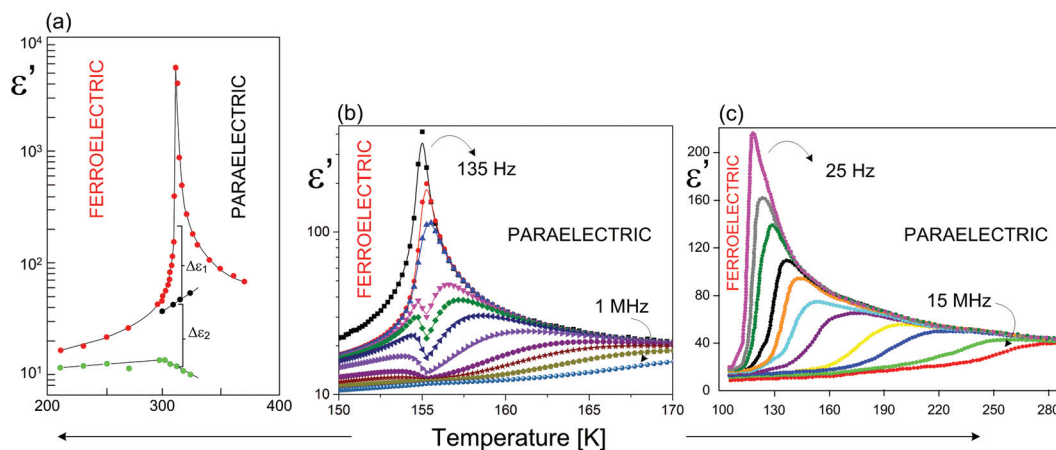 (a)
ε'
10⁴
10³
10²
10¹
FERROELECTRIC
PARAELECTRIC
Δε₁
Δε₂
200
300
400
(b)
ε'
100
10
FERROELECTRIC
135 Hz
PARAELECTRIC
1 MHz
150
155
160
165
170
(c)
ε'
200
160
120
80
40
0
FERROELECTRIC
25 Hz
PARAELECTRIC
15 MHz
100
130
160
190
220
250
280
Temperature [K]